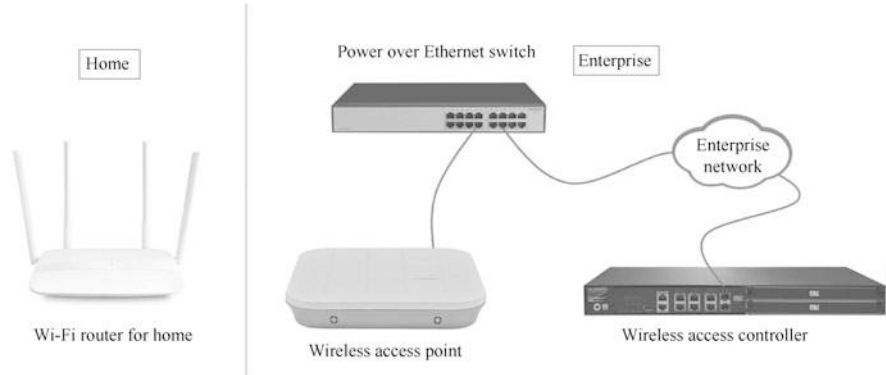 Home
Power over Ethernet switch
Enterprise
Enterprise
network
Wi-Fi router for home
Wireless access point
Wireless access controller